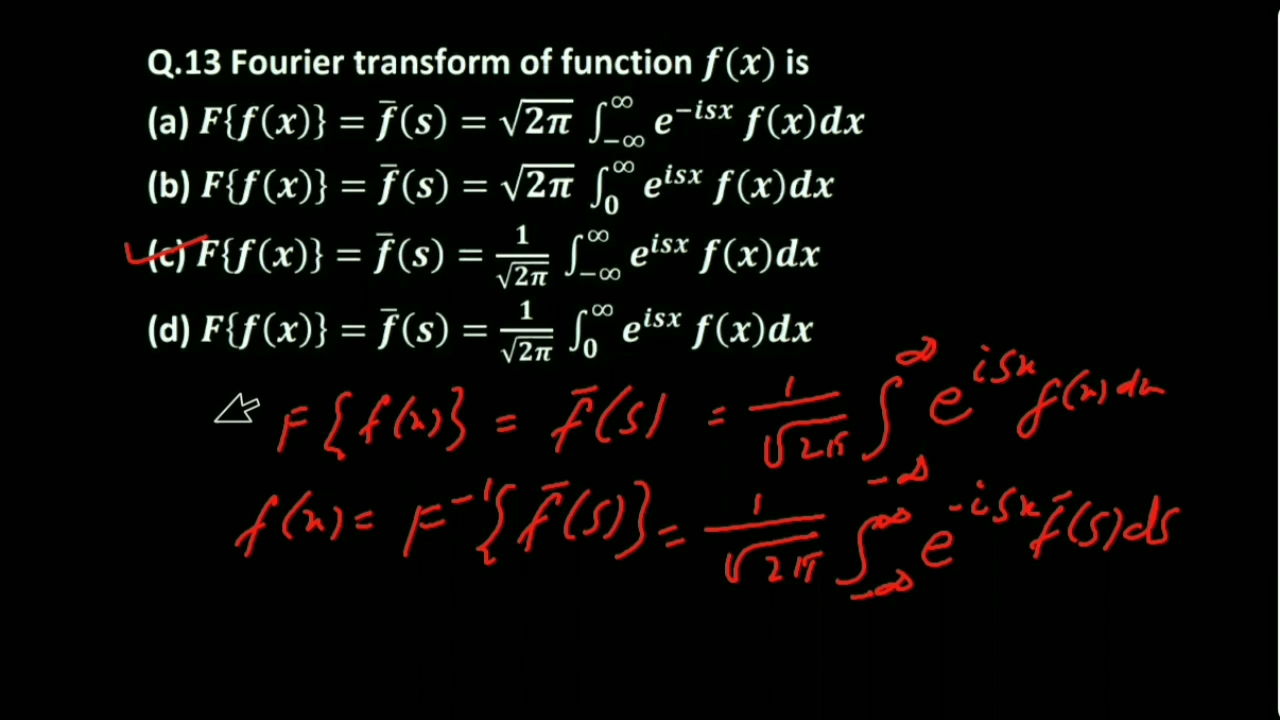 Q.13 Fourier transform of function f(x) is
(a) F{f(x)} = f̄(s) = √2π ∫_{-∞}^{∞} e^{-isx} f(x)dx
(b) F{f(x)} = f̄(s) = √2π ∫_{0}^{∞} e^{isx} f(x)dx
(c) F{f(x)} = f̄(s) = 1/√2π ∫_{-∞}^{∞} e^{isx} f(x)dx
(d) F{f(x)} = f̄(s) = 1/√2π ∫_{0}^{∞} e^{isx} f(x)dx
F{f(x)} = f̄(s) = 1/√2π ∫_{-∞}^{∞} e^{isx} f(x)dx
f(x) = F^{-1}{f̄(s)} = 1/√2π ∫_{-∞}^{∞} e^{-isx} f̄(s)ds